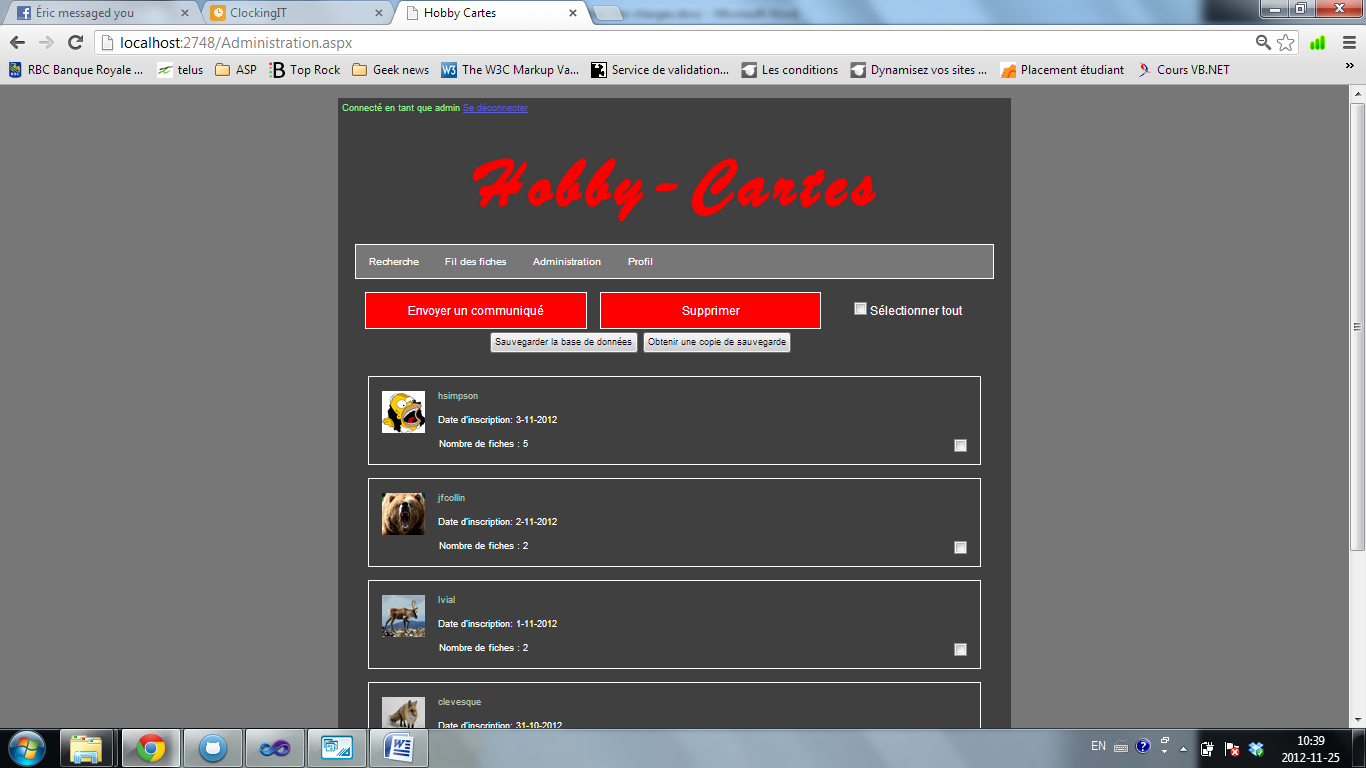 Éric messaged you
ClockingIT
Hobby Cartes
localhost:2748/Administration.aspx
RBC Banque Royale ...
telus
ASP
Top Rock
Geek news
The W3C Markup Va...
Service de validation...
Les conditions
Dynamisez vos sites ...
Placement étudiant
Cours VB.NET
»
Connecté en tant que admin Se déconnecter
Hobby-Cartes
Recherche Fil des fiches Administration Profil
Envoyer un communiqué Supprimer Sélectionner tout
Sauvegarder la base de données Obtenir une copie de sauvegarde
hsimpson
Date d'inscription: 3-11-2012
Nombre de fiches : 5
jfcollin
Date d'inscription: 2-11-2012
Nombre de fiches : 2
lvial
Date d'inscription: 1-11-2012
Nombre de fiches : 2
clevesque
Date d'inscription: 31-10-2012
EN
10:39
2012-11-25